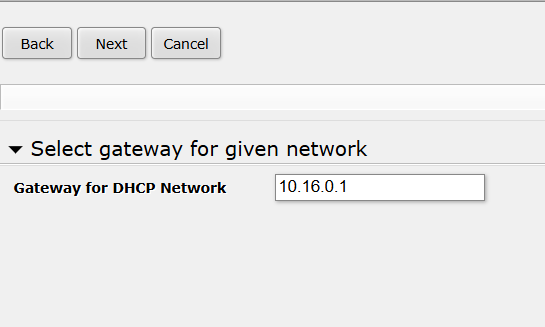 Back Next Cancel
Select gateway for given network
Gateway for DHCP Network 10.16.0.1